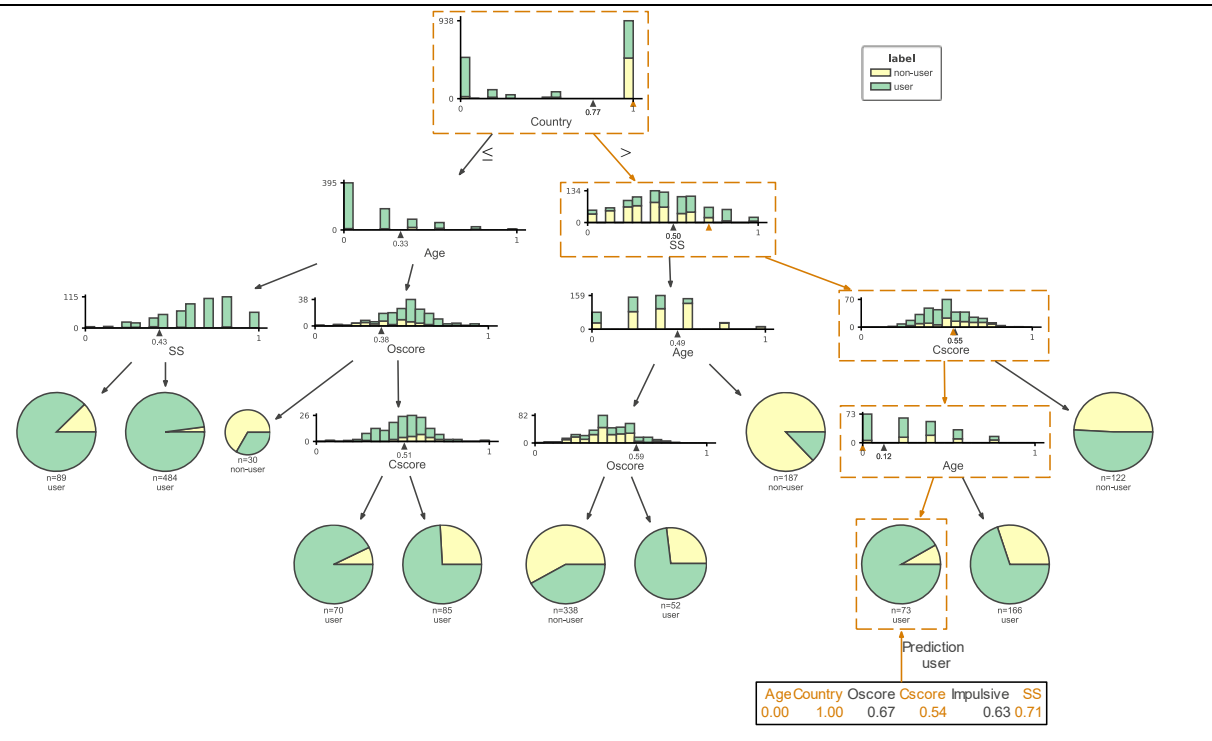 938
0
0
0.77
1
Country
label
non-user
user
≤
>
395
0
0
0.33
1
Age
134
0
0
0.50
1
SS
115
0
0
0.43
1
SS
38
0
0
0.38
1
Oscore
159
0
0
0.49
1
Age
70
0
0
0.55
1
Cscore
n=89
user
n=484
user
n=30
non-user
26
0
0
0.51
1
Cscore
82
0
0
0.59
1
Oscore
n=187
non-user
73
0
0
0.12
1
Age
n=122
non-user
n=70
user
n=85
user
n=338
non-user
n=52
user
n=73
user
n=166
user
Prediction
user
Age Country Oscore Cscore Impulsive SS
0.00 1.00 0.67 0.54 0.63 0.71